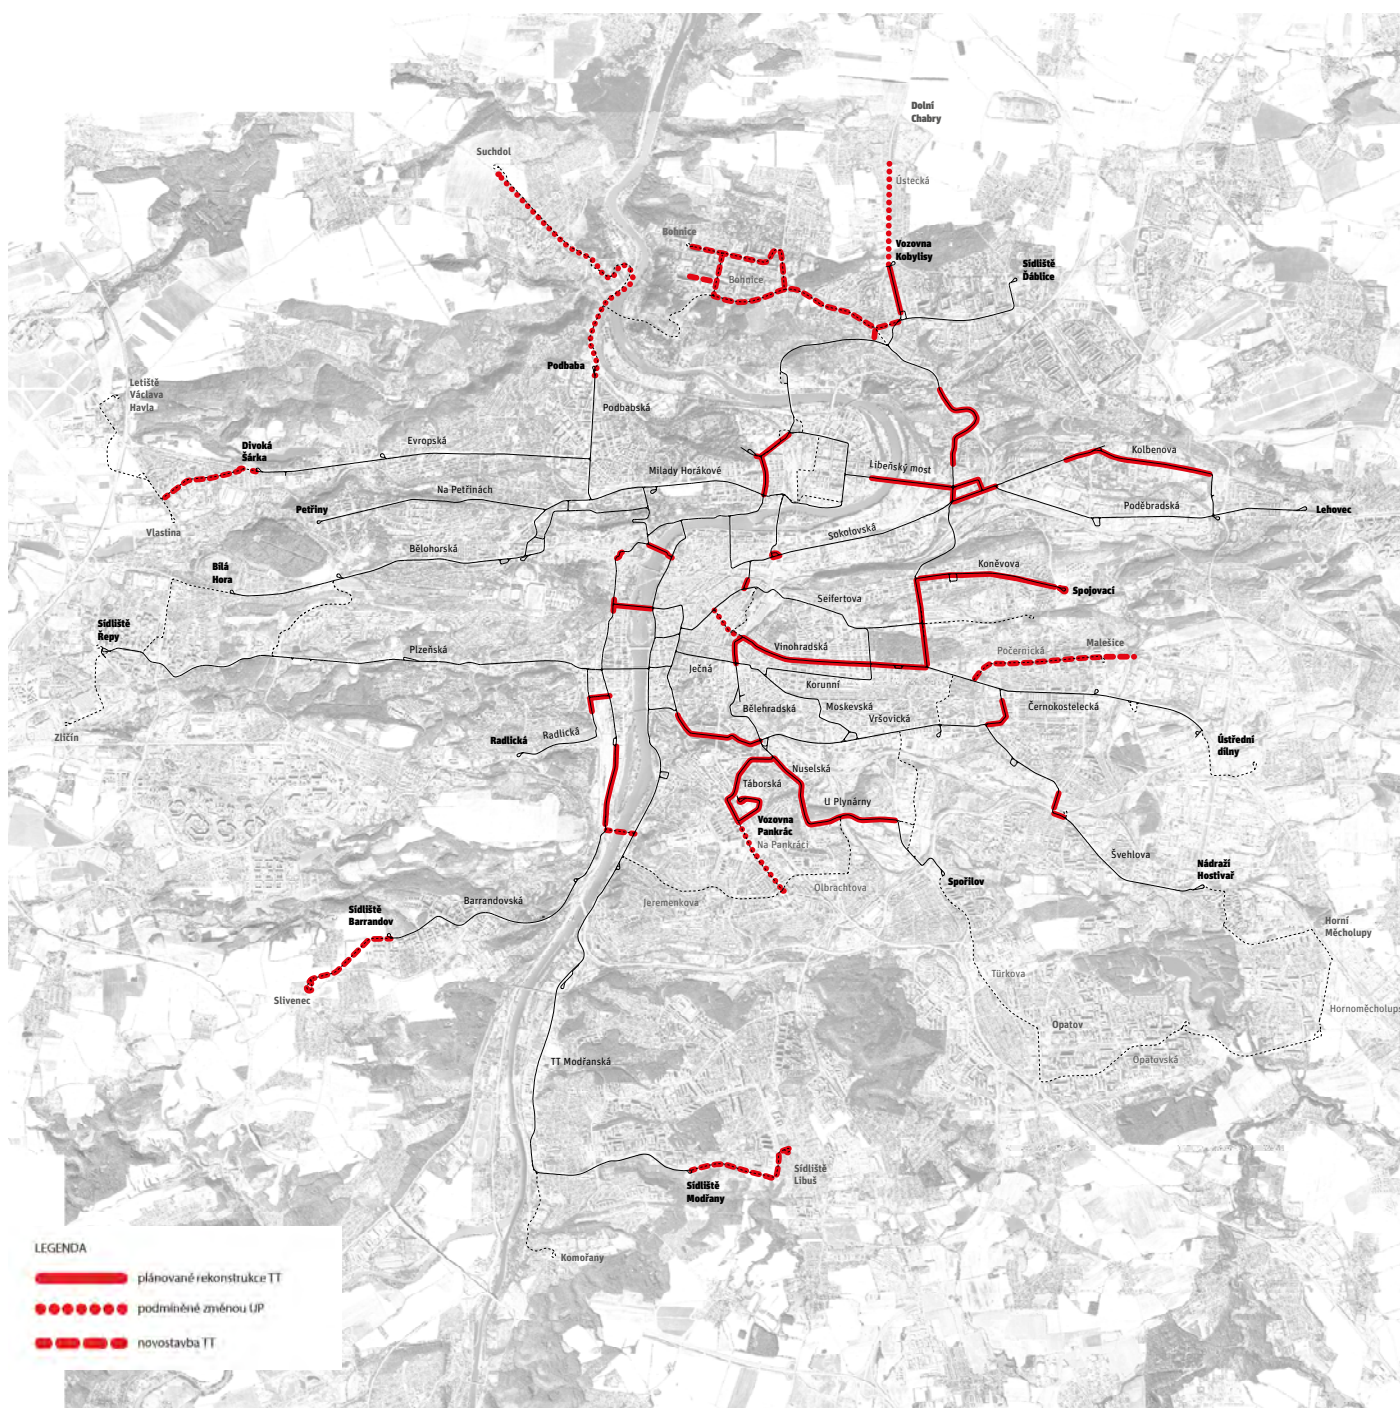 Dolní
Chabry
Suchdol
Ústecká
Bohnice
Vozovna
Kobylisy
Sídliště
Ďáblice
Bohnice
Podbaba
Letiště
Václava
Havla
Podbabská
Divoká
Šárka
Evropská
Kolbenova
Milady Horákové
Libeňský most
Na Petřinách
Petřiny
Poděbradská
Lehovec
Vlastina
Sokolovská
Bělohorská
Bílá
Hora
Koněvova
Spojovací
Seifertova
Sídliště
Řepy
Plzeňská
Vinohradská
Malešice
Počernická
Ječná
Korunní
Bělehradská
Moskevská
Vršovická
Černokostelecká
Zličín
Radlická
Radlická
Ústřední
dílny
Nuselská
Táborská
U Plynárny
Vozovna
Pankrác
Na Pankráci
Švehlova
Nádraží
Hostivař
Olbrachtova
Spořilov
Jeremenkova
Barrandovská
Sídliště
Barrandov
Horní
Měcholupy
Slivenec
Türkova
Hornoměcholups
Opatov
Opatovská
TT Modřanská
Sídliště
Libuš
Sídliště
Modřany
Komořany
LEGENDA
plánované rekonstrukce TT
podmíněné změnou ÚP
novostavba TT